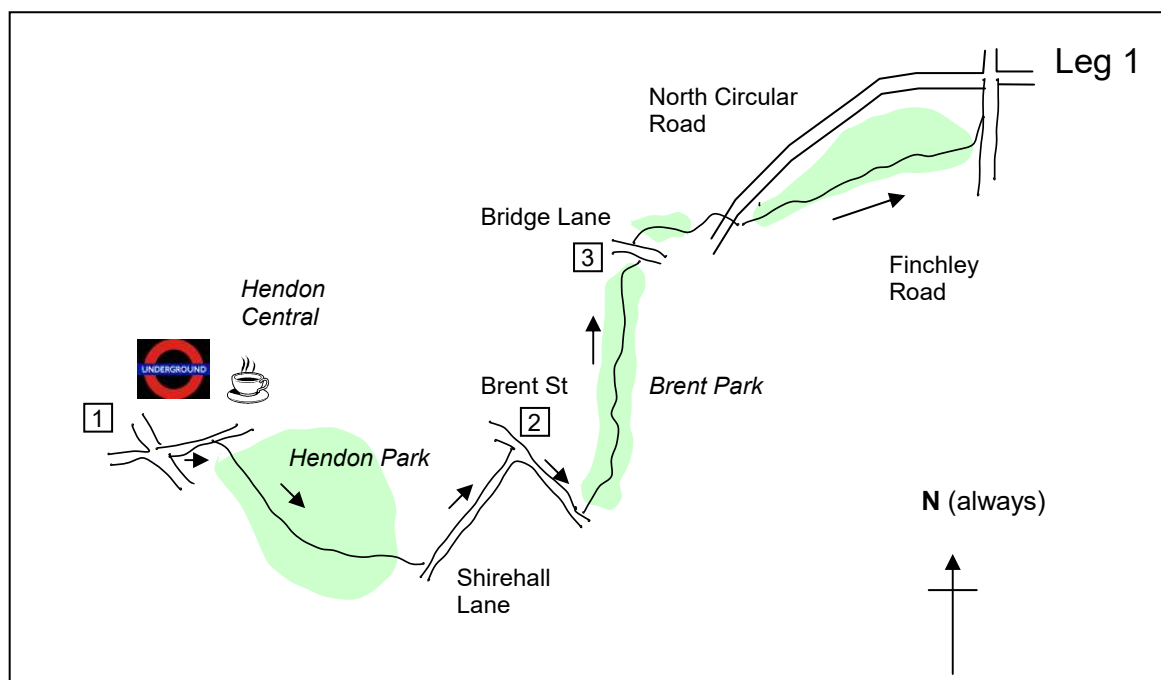 Leg 1
North Circular
Road
Bridge Lane
3
Finchley
Road
Hendon
Central
UNDERGROUND
Brent St
2
Brent Park
1
Hendon Park
N (always)
Shirehall
Lane